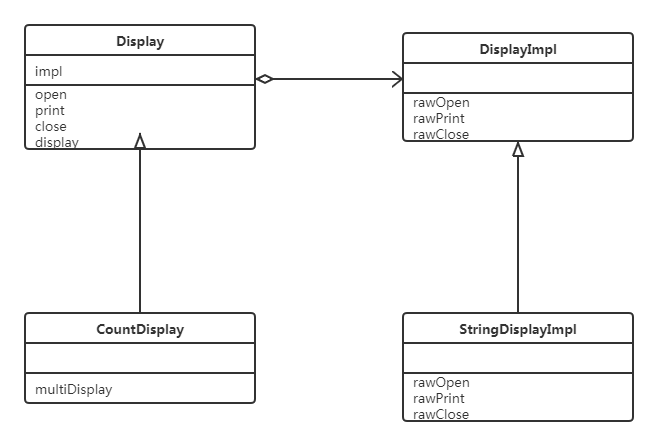 Display
impl
open
print
close
display
DisplayImpl
rawOpen
rawPrint
rawClose
CountDisplay
multiDisplay
StringDisplayImpl
rawOpen
rawPrint
rawClose